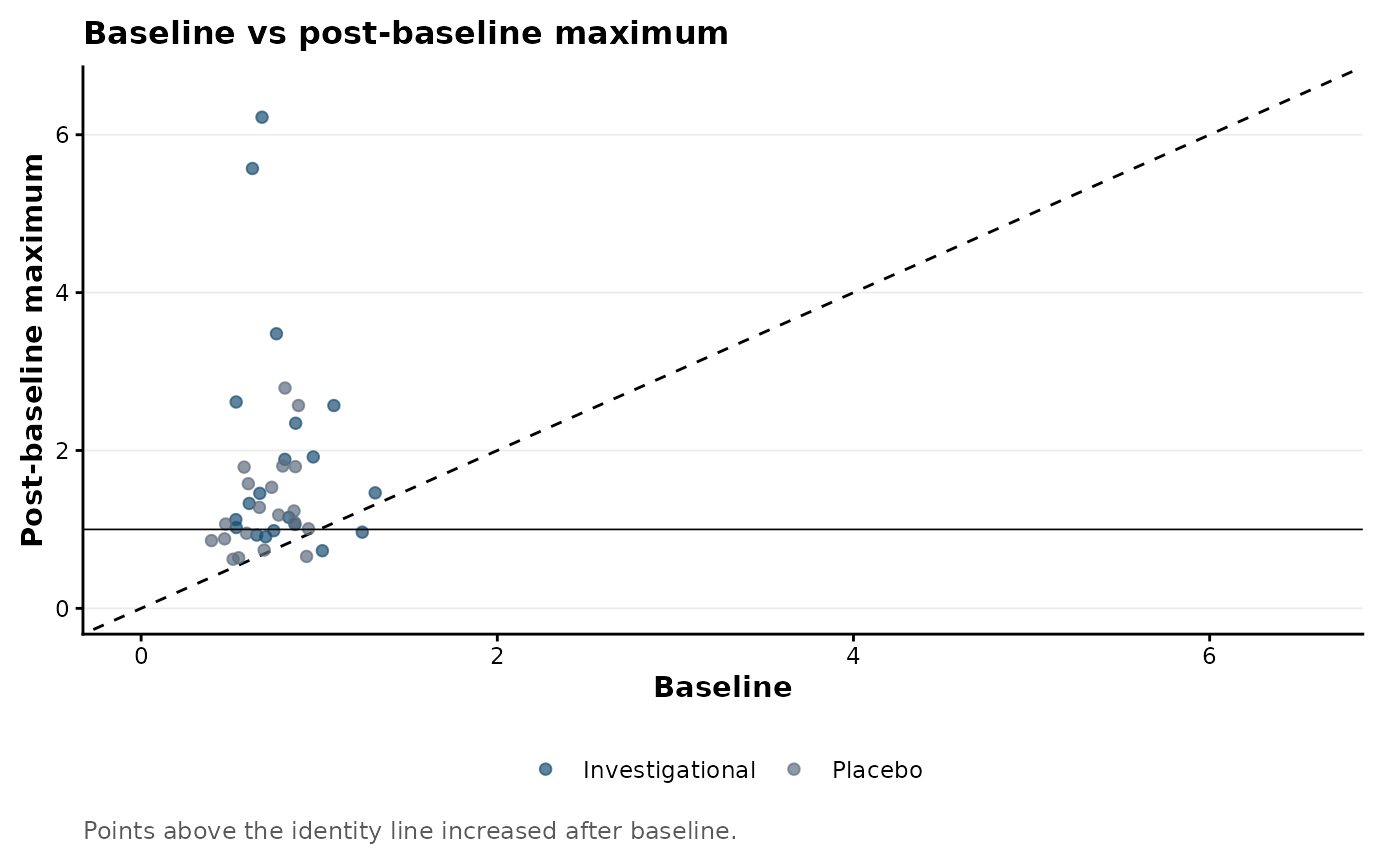 Baseline vs post-baseline maximum
Post-baseline maximum
6
4
2
0
0 2 4 6
Baseline
Investigational Placebo
Points above the identity line increased after baseline.